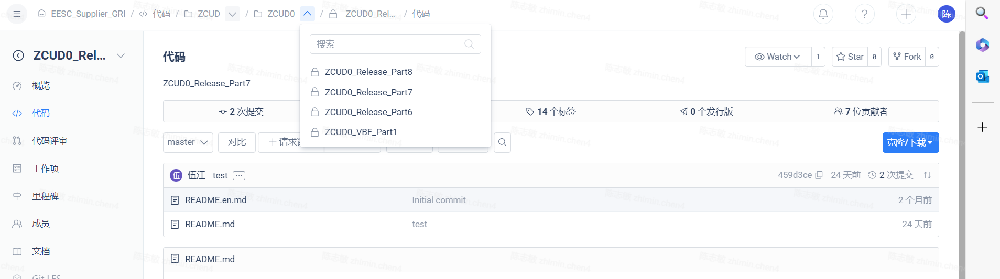 EESC_Supplier_GRI / 代码 / ZCUD / ZCUD0 / ZCUD0_Rel... / 代码
陈
ZCUD0_Rel...
概览
代码
代码评审
工作项
里程碑
成员
文档
Git LFS
搜索
ZCUD0_Release_Part8
ZCUD0_Release_Part7
ZCUD0_Release_Part6
ZCUD0_VBF_Part1
代码
Watch 1 Star 0 Fork 0
ZCUD0_Release_Part7
2 次提交 14 个标签 0 个发行版 7 位贡献者
master 对比 + 请求 克隆/下载
伍 伍江 test ... 459d3ce 24 天前 2 次提交
README.en.md Initial commit 2 个月前
README.md test 24 天前
README.md
陈志敏 zhimin.chen4